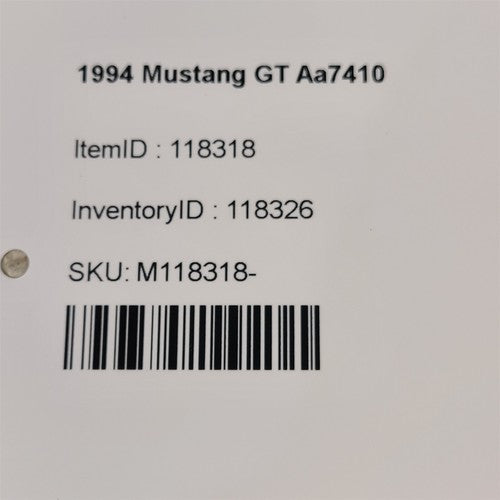 1994 Mustang GT Aa7410
ItemID : 118318
InventoryID : 118326
SKU: M118318-